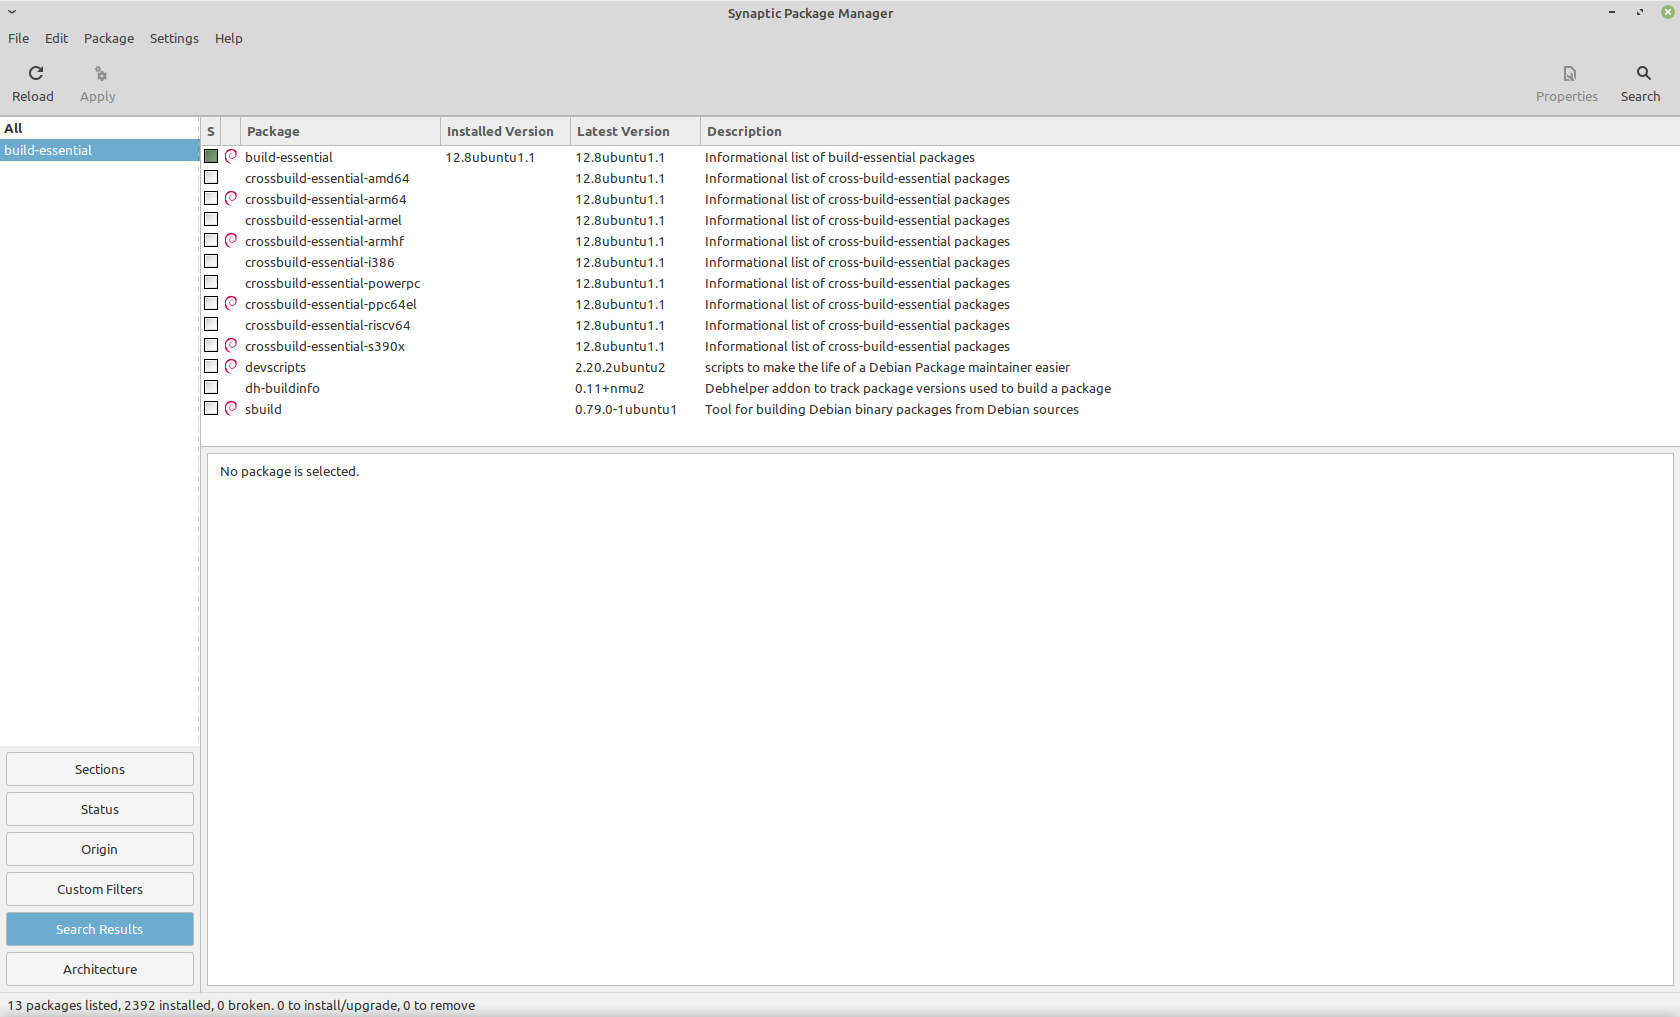 Synaptic Package Manager
File Edit Package Settings Help
Reload Apply Properties Search
All
build-essential
S Package Installed Version Latest Version Description
build-essential 12.8ubuntu1.1 12.8ubuntu1.1 Informational list of build-essential packages
crossbuild-essential-amd64 12.8ubuntu1.1 Informational list of cross-build-essential packages
crossbuild-essential-arm64 12.8ubuntu1.1 Informational list of cross-build-essential packages
crossbuild-essential-armel 12.8ubuntu1.1 Informational list of cross-build-essential packages
crossbuild-essential-armhf 12.8ubuntu1.1 Informational list of cross-build-essential packages
crossbuild-essential-i386 12.8ubuntu1.1 Informational list of cross-build-essential packages
crossbuild-essential-powerpc 12.8ubuntu1.1 Informational list of cross-build-essential packages
crossbuild-essential-ppc64el 12.8ubuntu1.1 Informational list of cross-build-essential packages
crossbuild-essential-riscv64 12.8ubuntu1.1 Informational list of cross-build-essential packages
crossbuild-essential-s390x 12.8ubuntu1.1 Informational list of cross-build-essential packages
devscripts 2.20.2ubuntu2 scripts to make the life of a Debian Package maintainer easier
dh-buildinfo 0.11+nmu2 Debhelper addon to track package versions used to build a package
sbuild 0.79.0-1ubuntu1 Tool for building Debian binary packages from Debian sources
No package is selected.
Sections
Status
Origin
Custom Filters
Search Results
Architecture
13 packages listed, 2392 installed, 0 broken. 0 to install/upgrade, 0 to remove